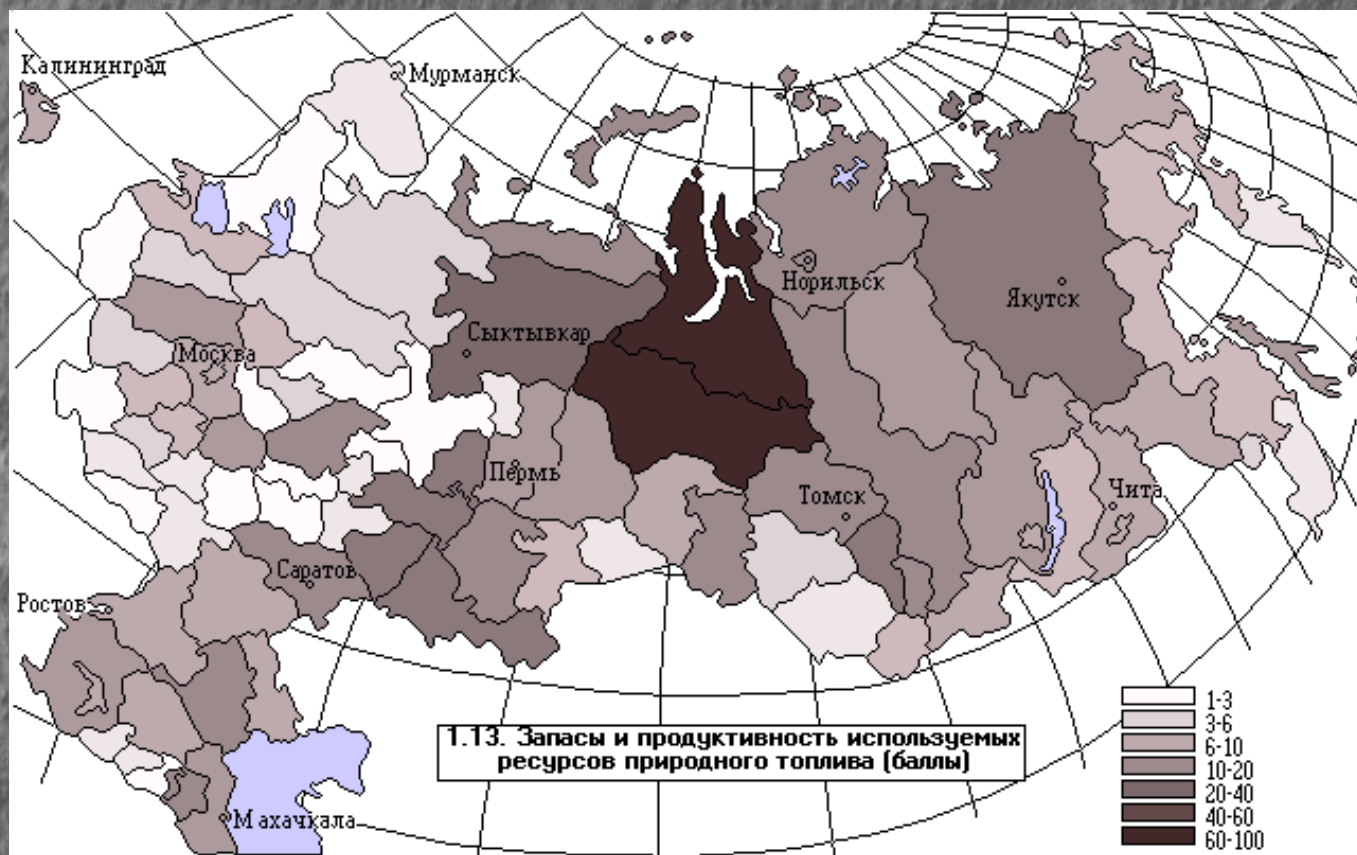 Калининград
Мурманск
Норильск
Якутск
Сыктывкар
Москва
Пермь
Томск
Чита
Саратов
Ростов
Махачкала
1.13. Запасы и продуктивность используемых
ресурсов природного топлива (баллы)
1-3
3-6
6-10
10-20
20-40
40-60
60-100